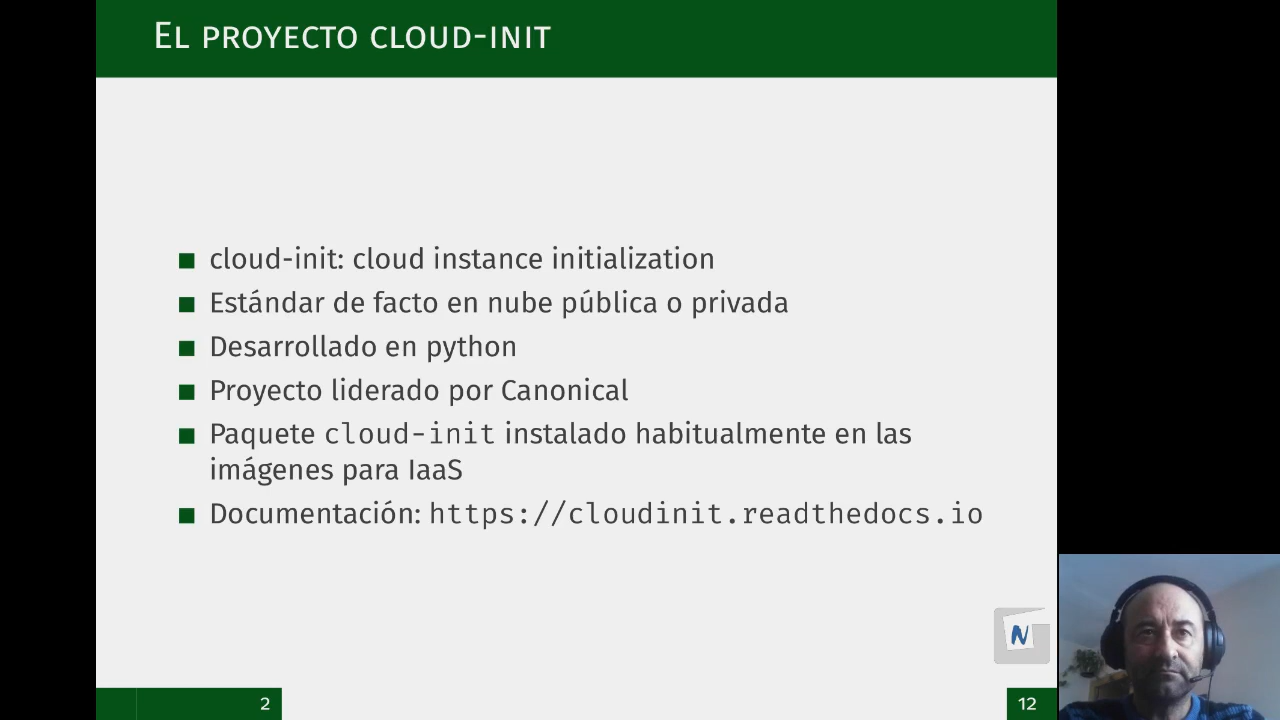 El proyecto cloud-init
cloud-init: cloud instance initialization
Estándar de facto en nube pública o privada
Desarrollado en python
Proyecto liderado por Canonical
Paquete cloud-init instalado habitualmente en las
imágenes para IaaS
Documentación: https://cloudinit.readthedocs.io
N
2
12